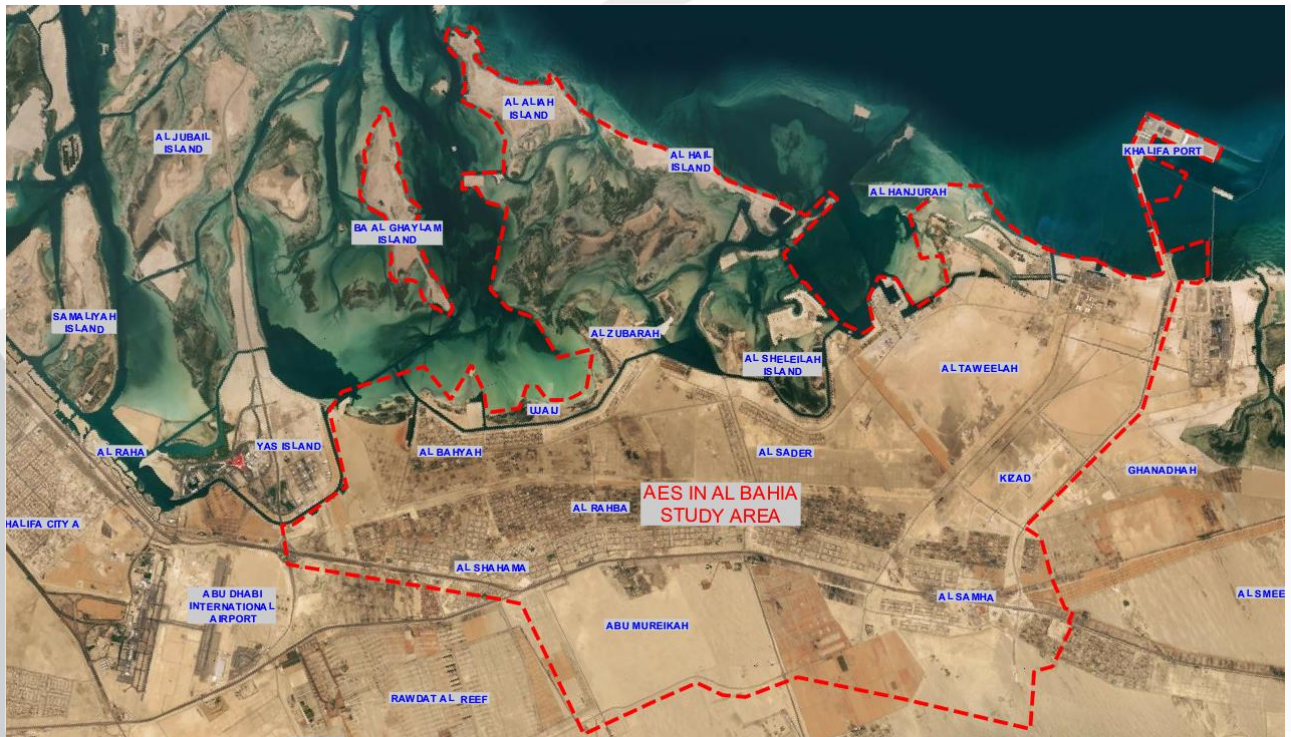 AL ALIAH
ISLAND
AL JUBAIL
ISLAND
KHALIFA PORT
AL HAIL
ISLAND
AL HANJURAH
BA AL GHAYLAM
ISLAND
SAMALIYAH
ISLAND
AL ZUBARAH
AL SHELEILAH
ISLAND
AL TAWEELAH
UJAIJ
YAS ISLAND
AL RAHA
AL BAHYAH
AL SADER
GHANADHAH
KIZAD
AES IN AL BAHIA
STUDY AREA
AL RAHBA
HALIFA CITY A
AL SHAHAMA
ABU DHABI
INTERNATIONAL
AIRPORT
AL SAMHA
AL SMEE
ABU MUREIKAH
RAWDAT AL REEF